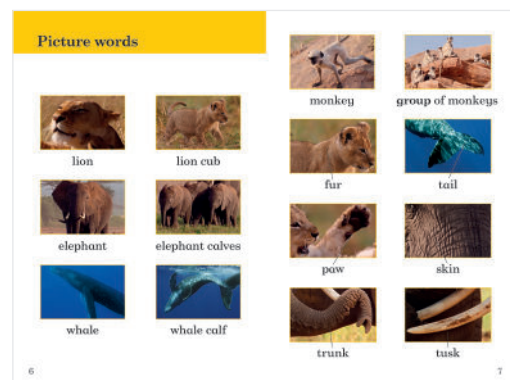 Picture words
lion
lion cub
elephant
elephant calves
whale
whale calf
6
monkey
group of monkeys
fur
tail
paw
skin
trunk
tusk
7